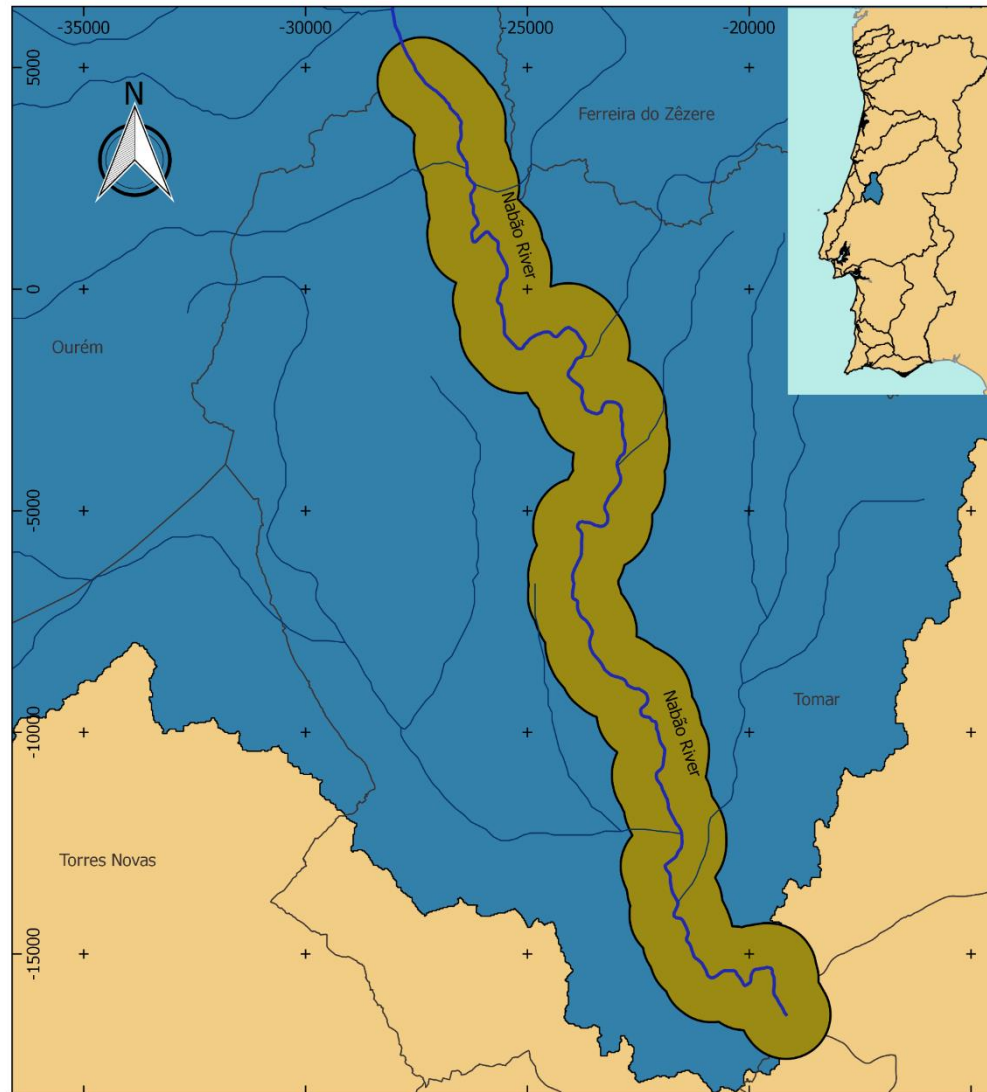 -35000
-30000
-25000
-20000
5000
N
Ferreira do Zêzere
Nabão River
0
Ourém
-5000
Nabão River
Tomar
-10000
Torres Novas
-15000